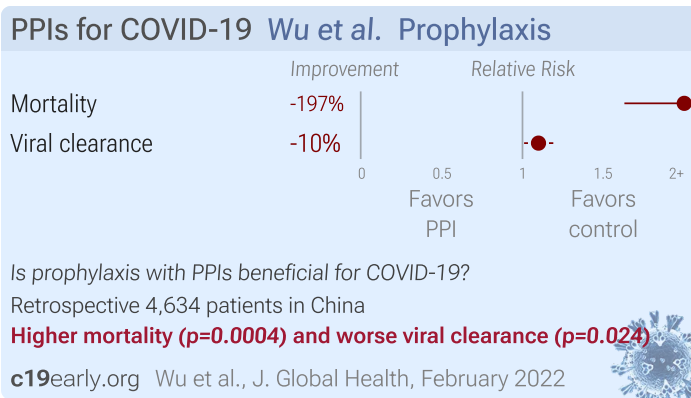 PPIs for COVID-19 Wu et al. Prophylaxis
Improvement Relative Risk
Mortality -197%
Viral clearance -10%
0 0.5 1 1.5 2+
Favors PPI Favors control
Is prophylaxis with PPIs beneficial for COVID-19?
Retrospective 4,634 patients in China
Higher mortality (p=0.0004) and worse viral clearance (p=0.024)
c19early.org Wu et al., J. Global Health, February 2022